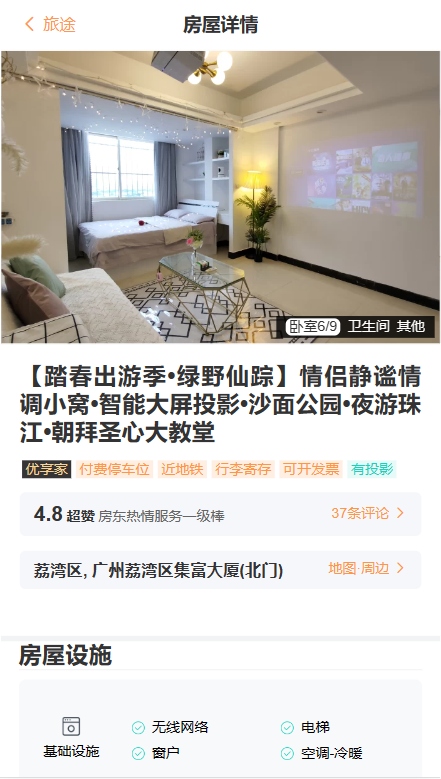 旅途
房屋详情
卧室6/9 卫生间 其他
【踏春出游季•绿野仙踪】情侣静谧情
调小窝•智能大屏投影•沙面公园•夜游珠
江•朝拜圣心大教堂
优享家 付费停车位 近地铁 行李寄存 可开发票 有投影
4.8 超赞 房东热情服务一级棒 37条评论
荔湾区, 广州荔湾区集富大厦(北门) 地图·周边
房屋设施
无线网络 电梯
基础设施
窗户 空调-冷暖